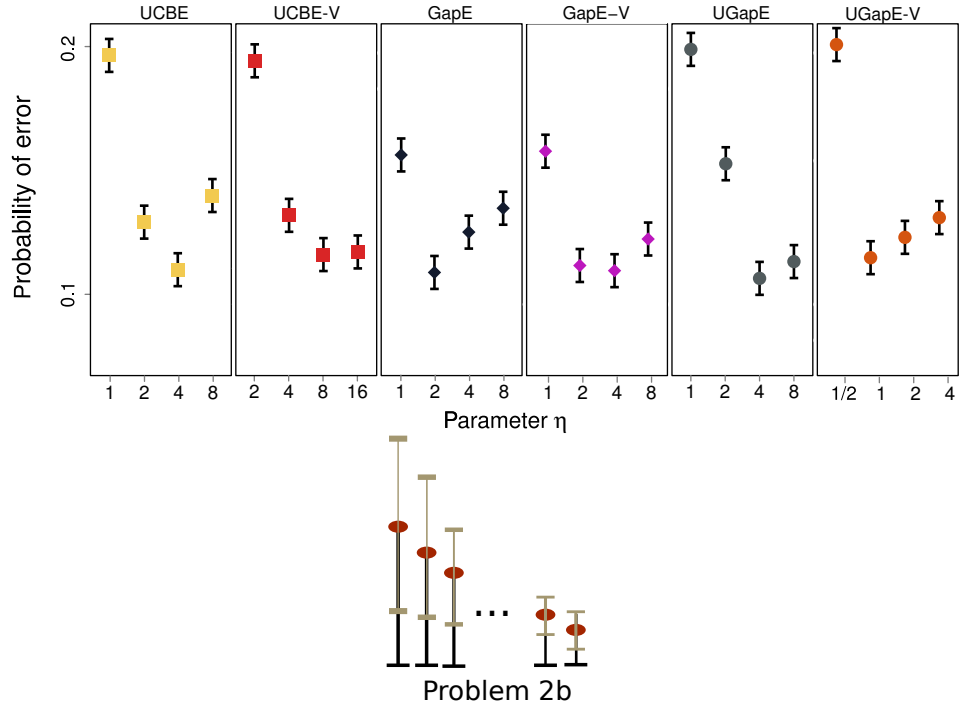 UCBE UCBE-V GapE GapE−V UGapE UGapE-V
0.2
Probability of error
0.1
1 2 4 8 2 4 8 16 1 2 4 8 1 2 4 8 1 2 4 8 1/2 1 2 4
Parameter η
...
Problem 2b